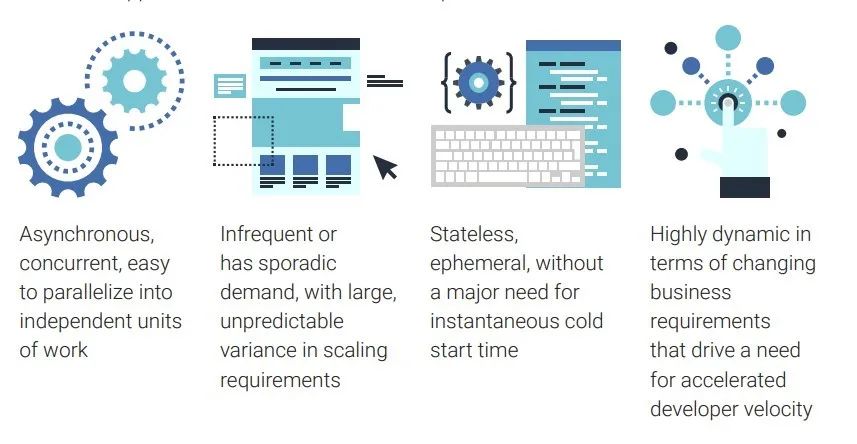 Asynchronous,
concurrent, easy
to parallelize into
independent units
of work
Infrequent or
has sporadic
demand, with large,
unpredictable
variance in scaling
requirements
Stateless,
ephemeral, without
a major need for
instantaneous cold
start time
Highly dynamic in
terms of changing
business
requirements
that drive a need
for accelerated
developer velocity